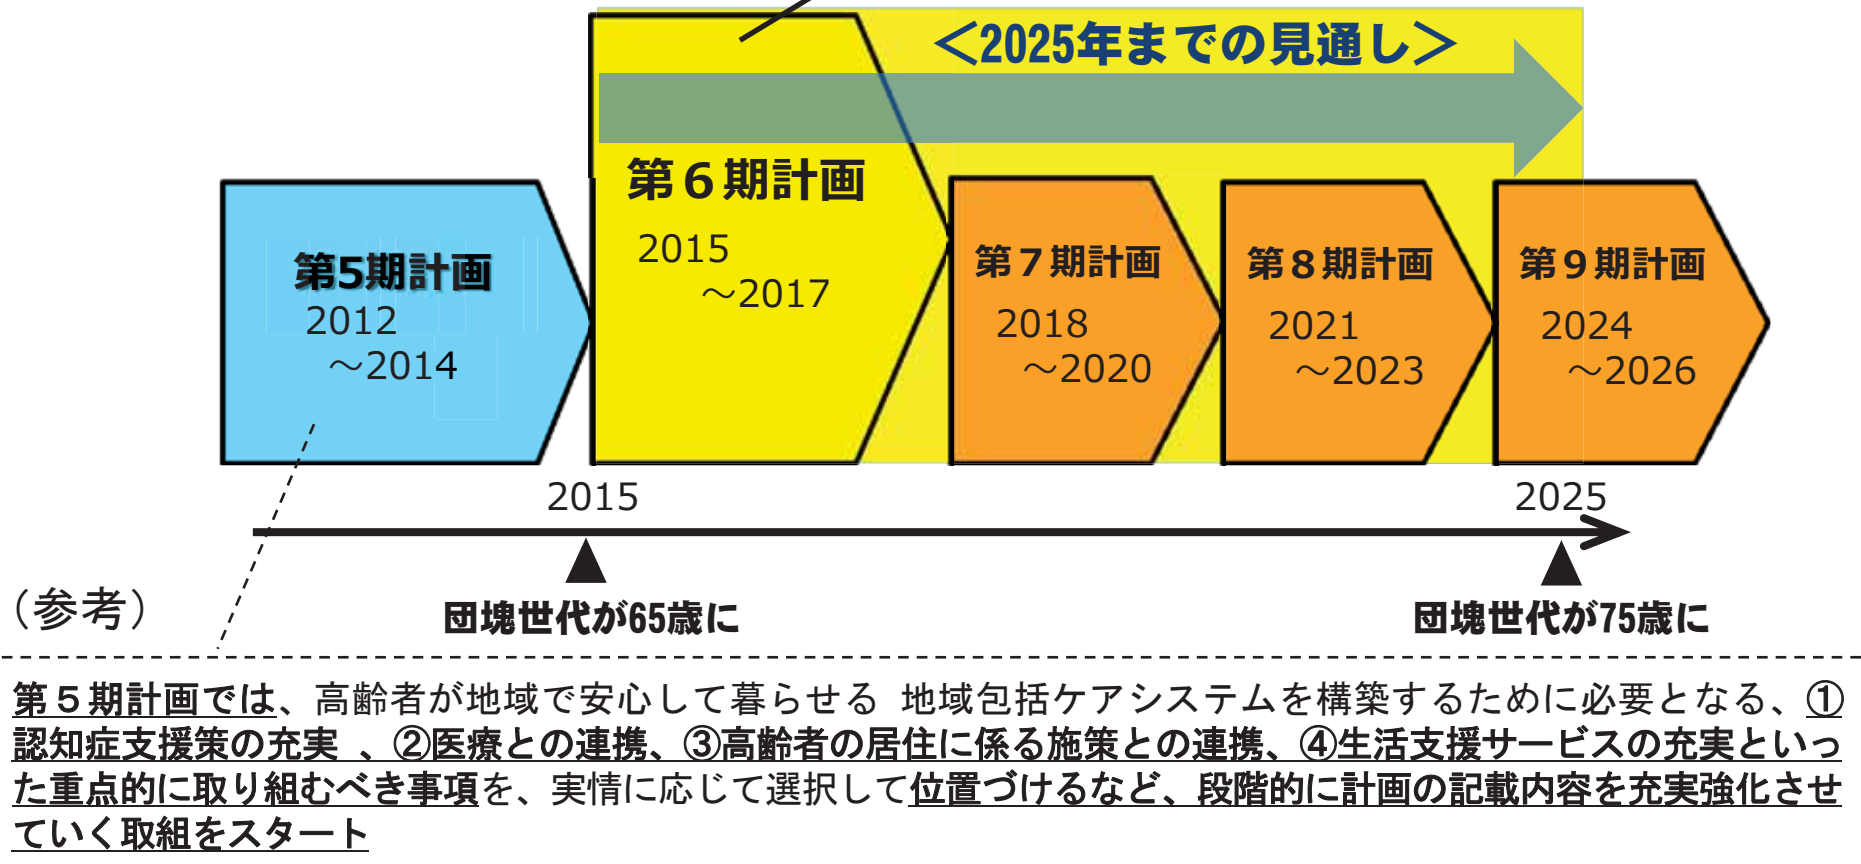 ＜2025年までの見通し＞
第5期計画
2012
～2014
第６期計画
2015
～2017
第７期計画
2018
～2020
第８期計画
2021
～2023
第９期計画
2024
～2026
2015
2025
団塊世代が65歳に
団塊世代が75歳に
（参考）
第５期計画では、高齢者が地域で安心して暮らせる 地域包括ケアシステムを構築するために必要となる、①
認知症支援策の充実 、②医療との連携、③高齢者の居住に係る施策との連携、④生活支援サービスの充実といっ
た重点的に取り組むべき事項を、実情に応じて選択して位置づけるなど、段階的に計画の記載内容を充実強化させ
ていく取組をスタート